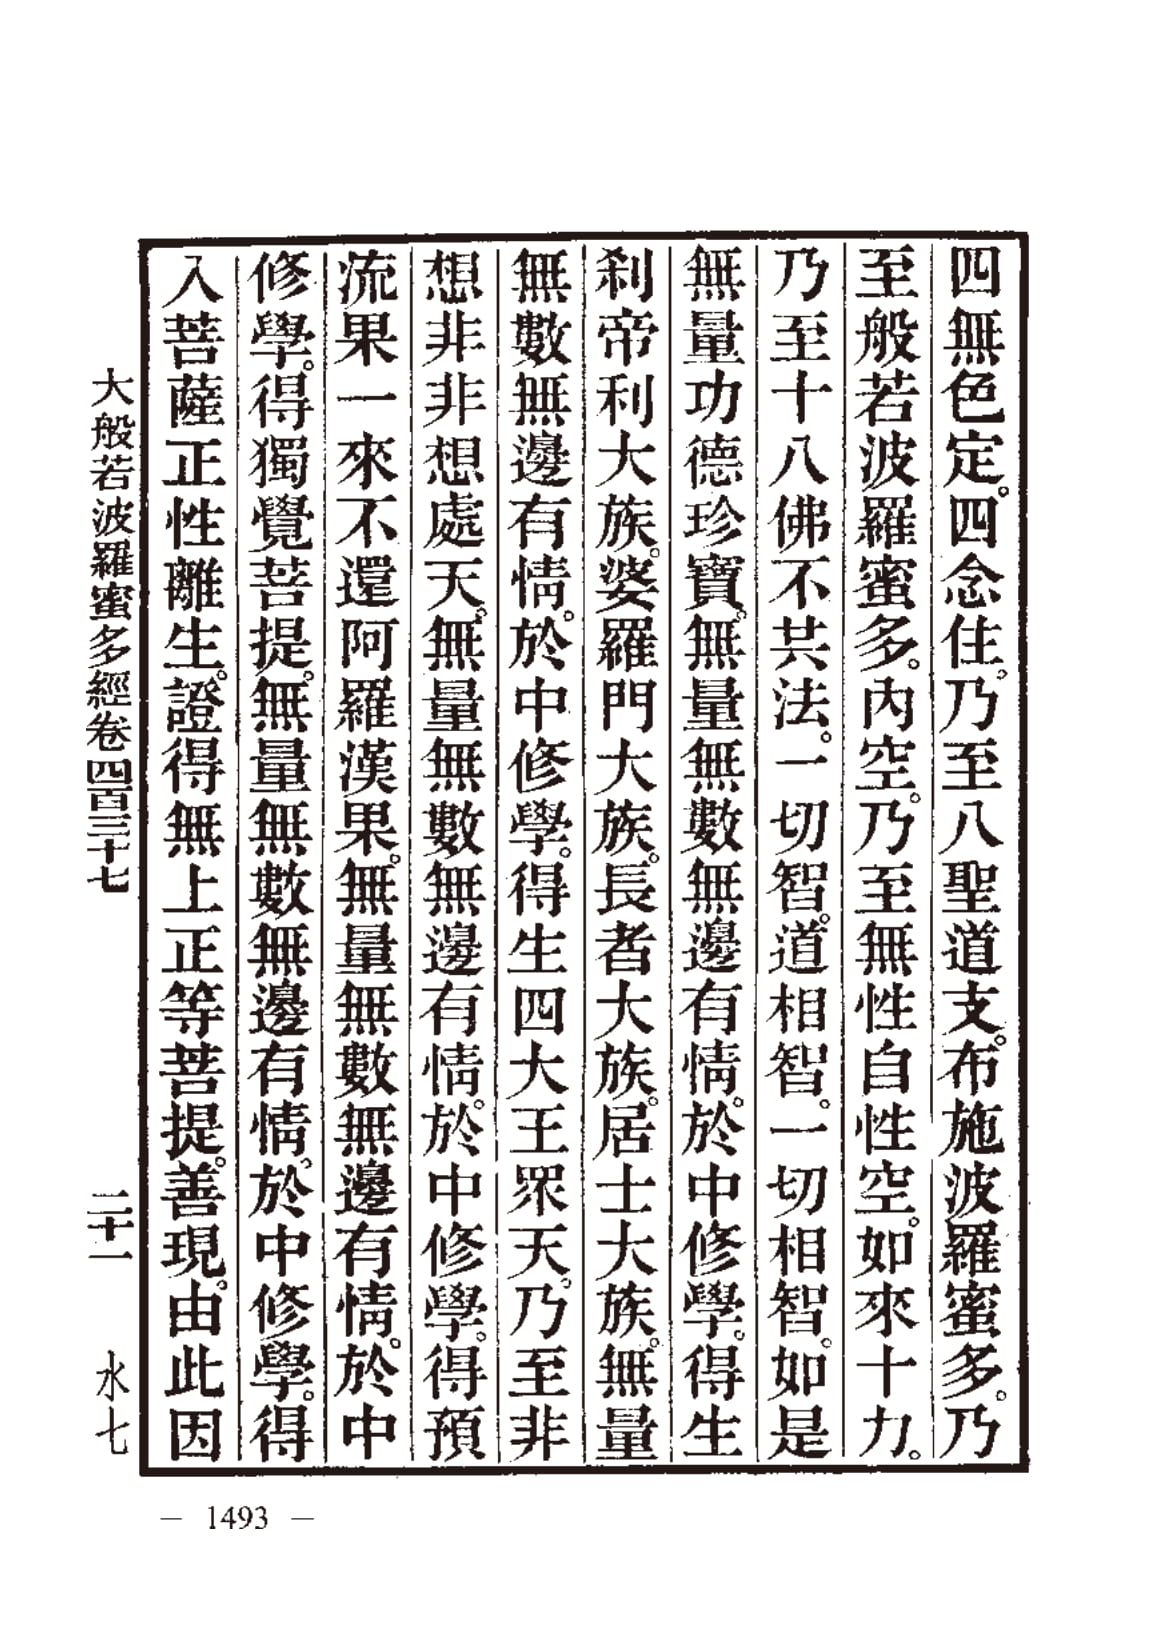 四無色定。四念住。乃至八聖道支。布施波羅蜜多。乃
至般若波羅蜜多。內空。乃至無性自性空。如來十力。
乃至十八佛不共法。一切智。道相智。一切相智。如是
無量功德珍寶。無量無數無邊有情。於中修學。得生
刹帝利大族。婆羅門大族。長者大族。居士大族。無量
無數無邊有情。於中修學。得生四大王眾天。乃至非
想非非想處天。無量無數無邊有情。於中修學。得預
流果一來不還阿羅漢果。無量無數無邊有情。於中
修學。得獨覺菩提。無量無數無邊有情。於中修學。得
入菩薩正性離生。證得無上正等菩提。善現。由此因
大般若波羅蜜多經卷四百三十七 二十一 水七
— 1493 —